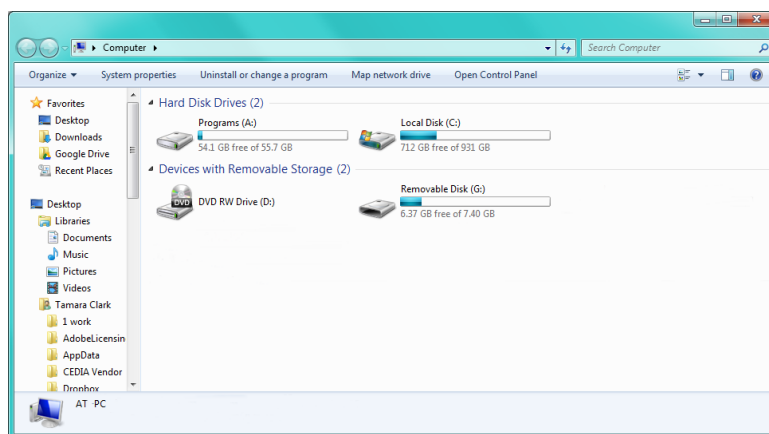 Computer
Search Computer
Organize
System properties
Uninstall or change a program
Map network drive
Open Control Panel
Favorites
Desktop
Downloads
Google Drive
Recent Places
Desktop
Libraries
Documents
Music
Pictures
Videos
Tamara Clark
1 work
AdobeLicensin
AppData
CEDIA Vendor
Dropbox
Hard Disk Drives (2)
Programs (A:)
54.1 GB free of 55.7 GB
Local Disk (C:)
712 GB free of 931 GB
Devices with Removable Storage (2)
DVD
DVD RW Drive (D:)
Removable Disk (G:)
6.37 GB free of 7.40 GB
AT -PC